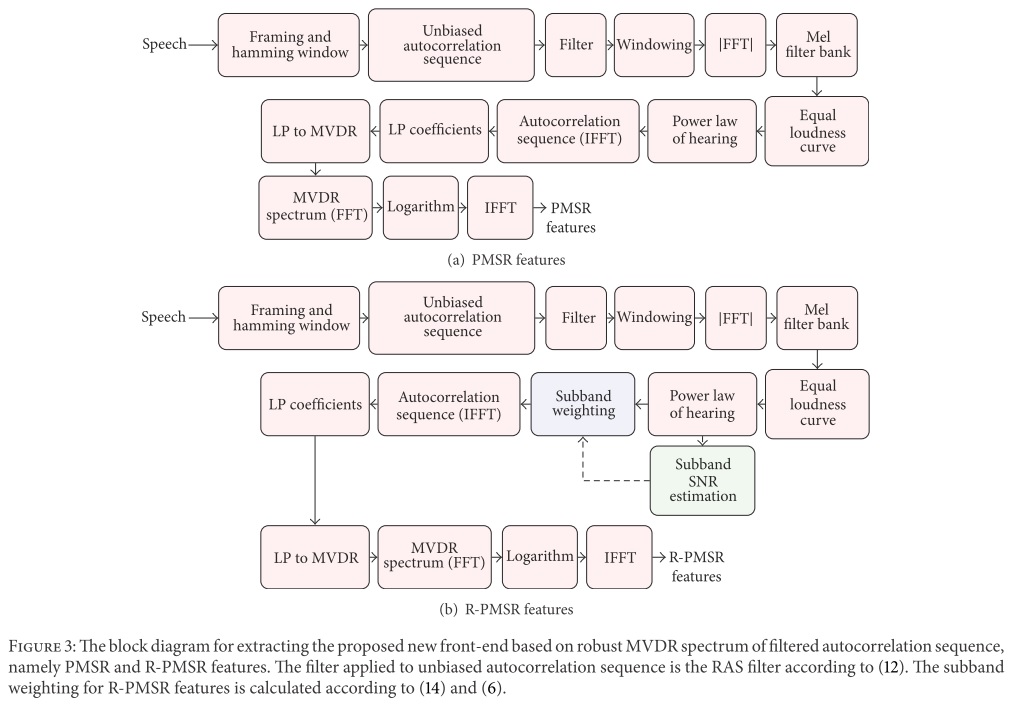 Speech
Framing and
hamming window
Unbiased
autocorrelation
sequence
Filter
Windowing
|FFT|
Mel
filter bank
LP to MVDR
LP coefficients
Autocorrelation
sequence (IFFT)
Power law
of hearing
Equal
loudness
curve
MVDR
spectrum (FFT)
Logarithm
IFFT
PMSR
features
(a) PMSR features
Speech
Framing and
hamming window
Unbiased
autocorrelation
sequence
Filter
Windowing
|FFT|
Mel
filter bank
LP coefficients
Autocorrelation
sequence (IFFT)
Subband
weighting
Power law
of hearing
Equal
loudness
curve
Subband
SNR
estimation
LP to MVDR
MVDR
spectrum (FFT)
Logarithm
IFFT
R-PMSR
features
(b) R-PMSR features
Figure 3: The block diagram for extracting the proposed new front-end based on robust MVDR spectrum of filtered autocorrelation sequence,
namely PMSR and R-PMSR features. The filter applied to unbiased autocorrelation sequence is the RAS filter according to (12). The subband
weighting for R-PMSR features is calculated according to (14) and (6).